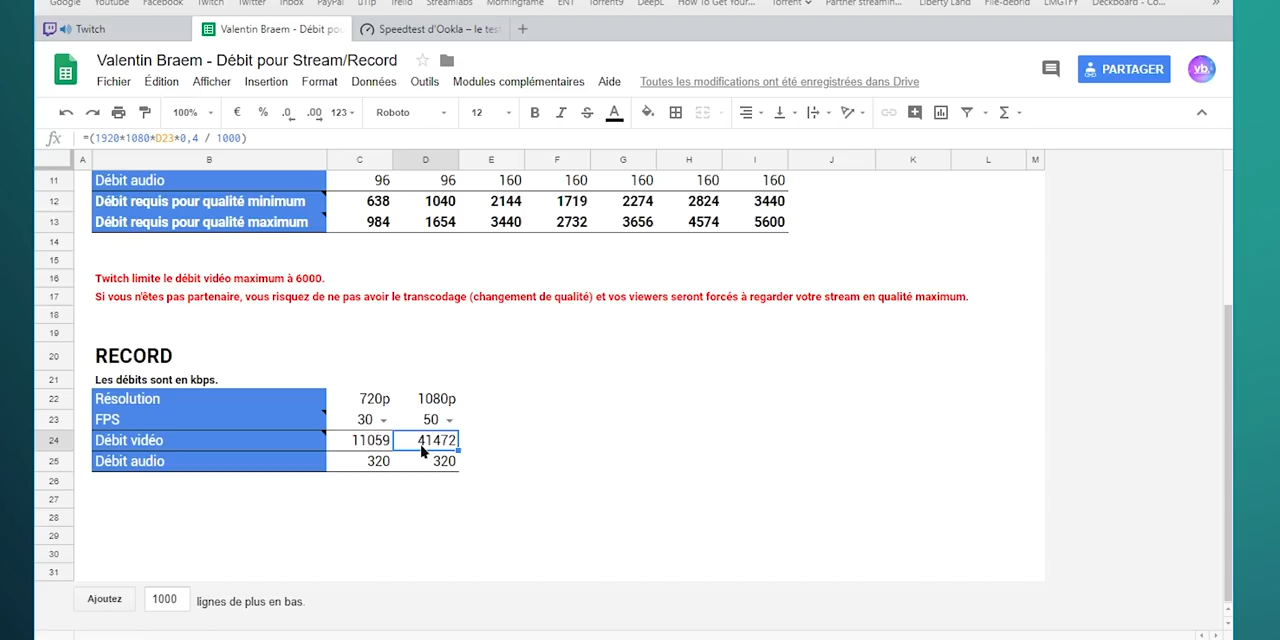 Google Youtube Facebook Twitch Twitter Inbox PayPal uTip Trello Streamlabs Morningframe ENT Torrent9 DeepL How To Get Your... Torrent Partner streamin... Liberty Land File-debrid LMGTFY Deckboard - Co... »
Twitch Valentin Braem - Débit po Speedtest d'Ookla – le tes +
Valentin Braem - Débit pour Stream/Record
Fichier Édition Afficher Insertion Format Données Outils Modules complémentaires Aide Toutes les modifications ont été enregistrées dans Drive
PARTAGER
vb.
100% € % .0 .00 123 Roboto 12 B I S A Σ
fx =(1920*1080*D23*0,4 / 1000)
A B C D E F G H I J K L M
11 Débit audio 96 96 160 160 160 160 160
12 Débit requis pour qualité minimum 638 1040 2144 1719 2274 2824 3440
13 Débit requis pour qualité maximum 984 1654 3440 2732 3656 4574 5600
14
15
16 Twitch limite le débit vidéo maximum à 6000.
17 Si vous n'êtes pas partenaire, vous risquez de ne pas avoir le transcodage (changement de qualité) et vos viewers seront forcés à regarder votre stream en qualité maximum.
18
19
20 RECORD
21 Les débits sont en kbps.
22 Résolution 720p 1080p
23 FPS 30 50
24 Débit vidéo 11059 41472
25 Débit audio 320 320
26
27
28
29
30
31
Ajoutez 1000 lignes de plus en bas.